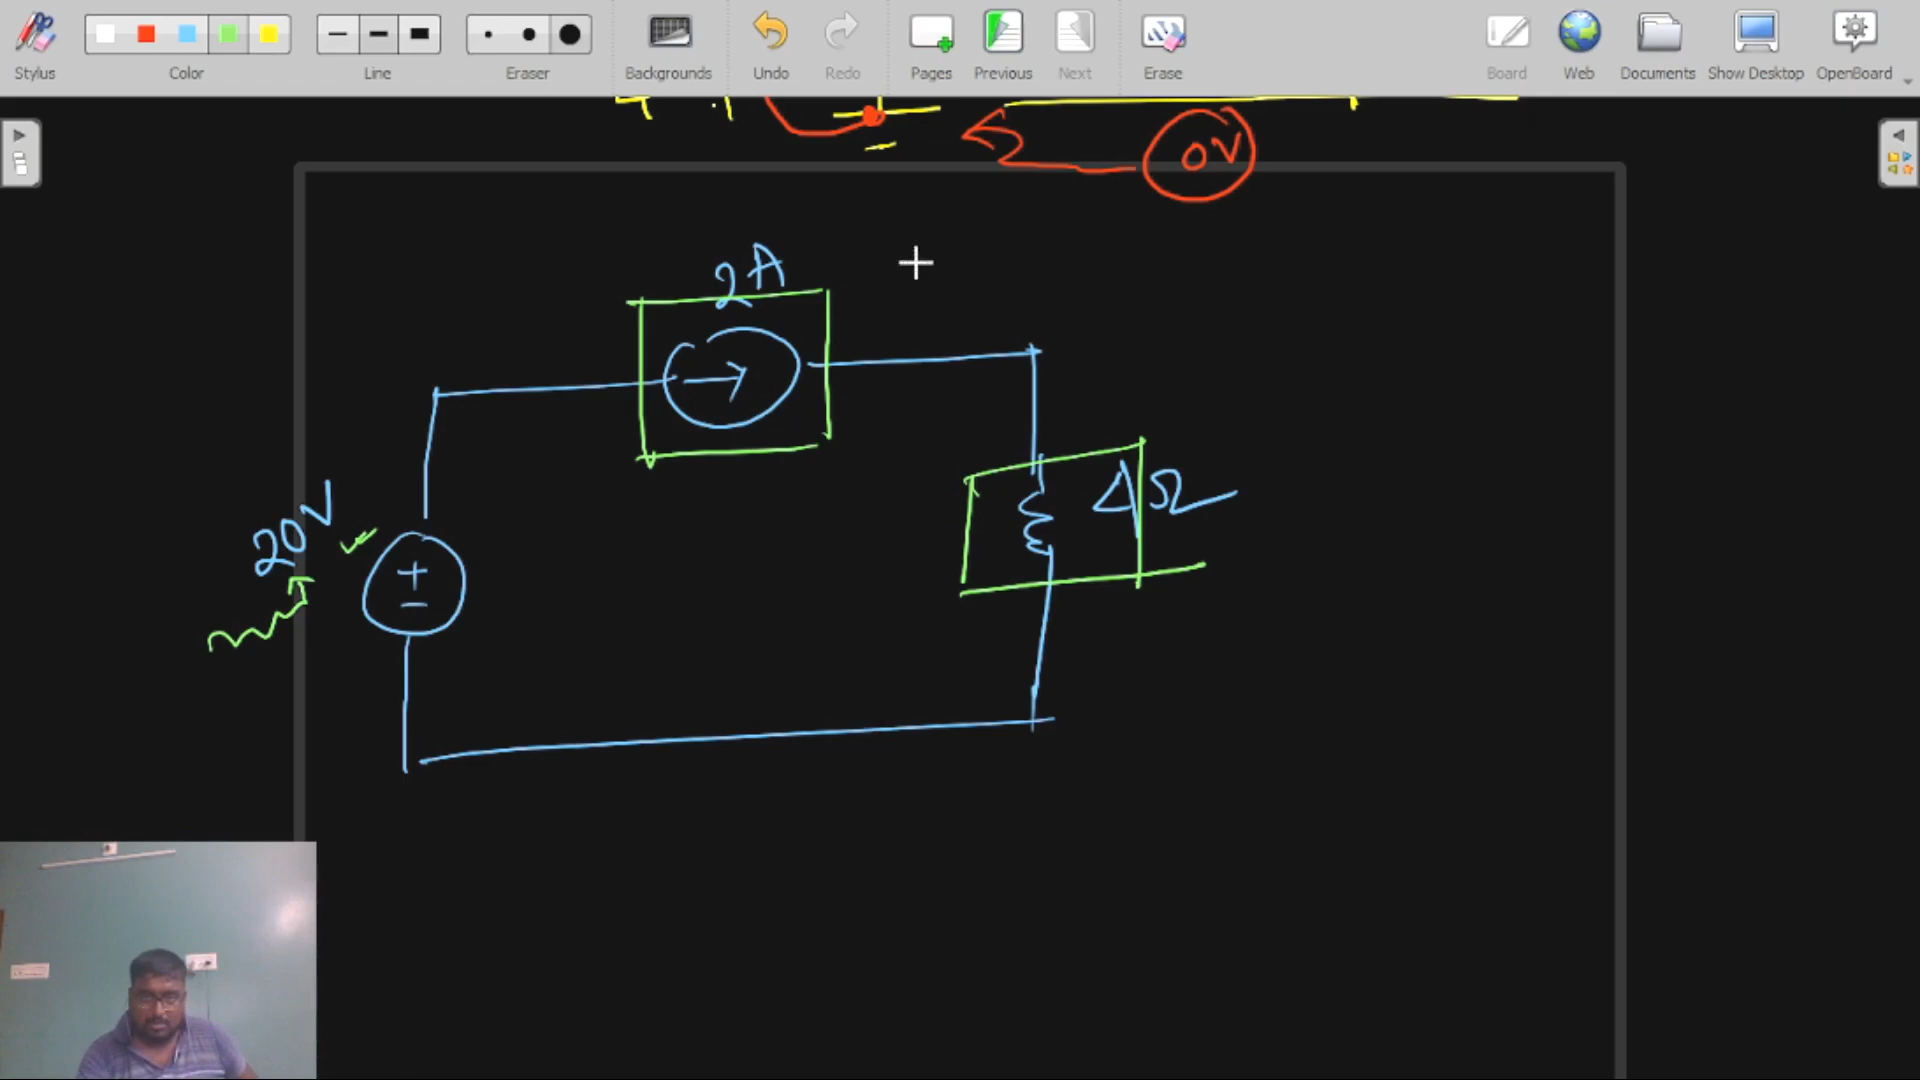 Stylus
Color
Line
Eraser
Backgrounds
Undo
Redo
Pages
Previous
Next
Erase
Board
Web
Documents
Show Desktop
OpenBoard
0V
2A
4Ω
20V
+
−